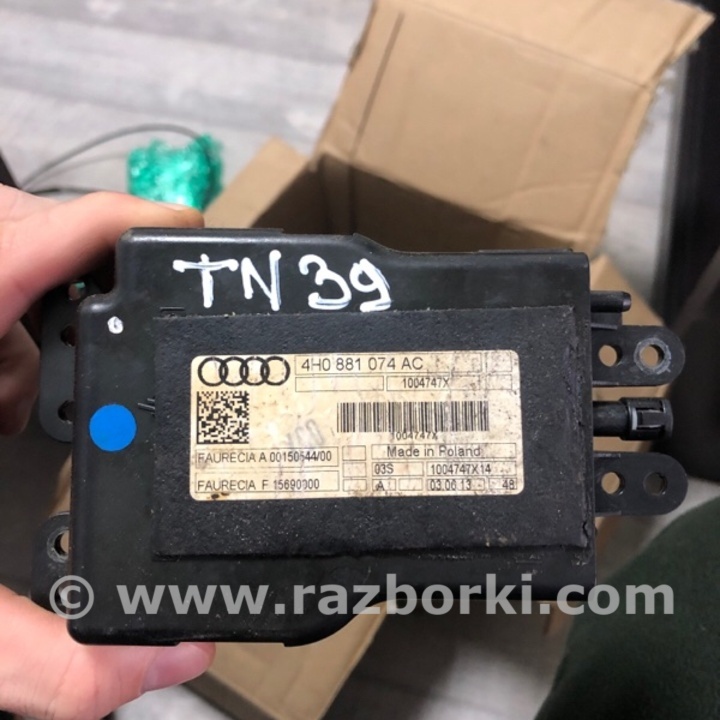 TN 39
4H0 881 074 AC
1004747X
1004747X
FAURECIA A 00150544/00
Made in Poland
03S 1004747X14
FAURECIA F 15690000
A 03.06.13 - 48
© www.razborki.com